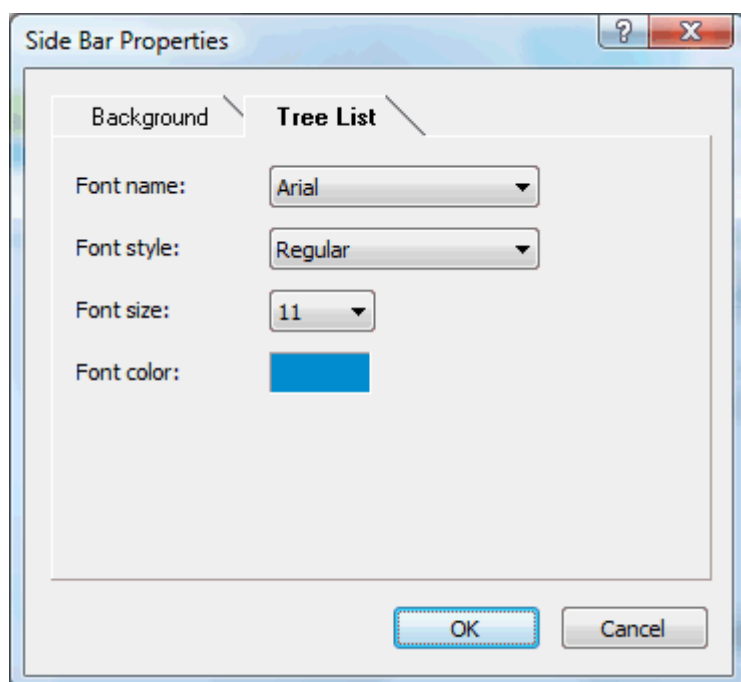 Side Bar Properties
Background Tree List
Font name: Arial
Font style: Regular
Font size: 11
Font color:
OK Cancel